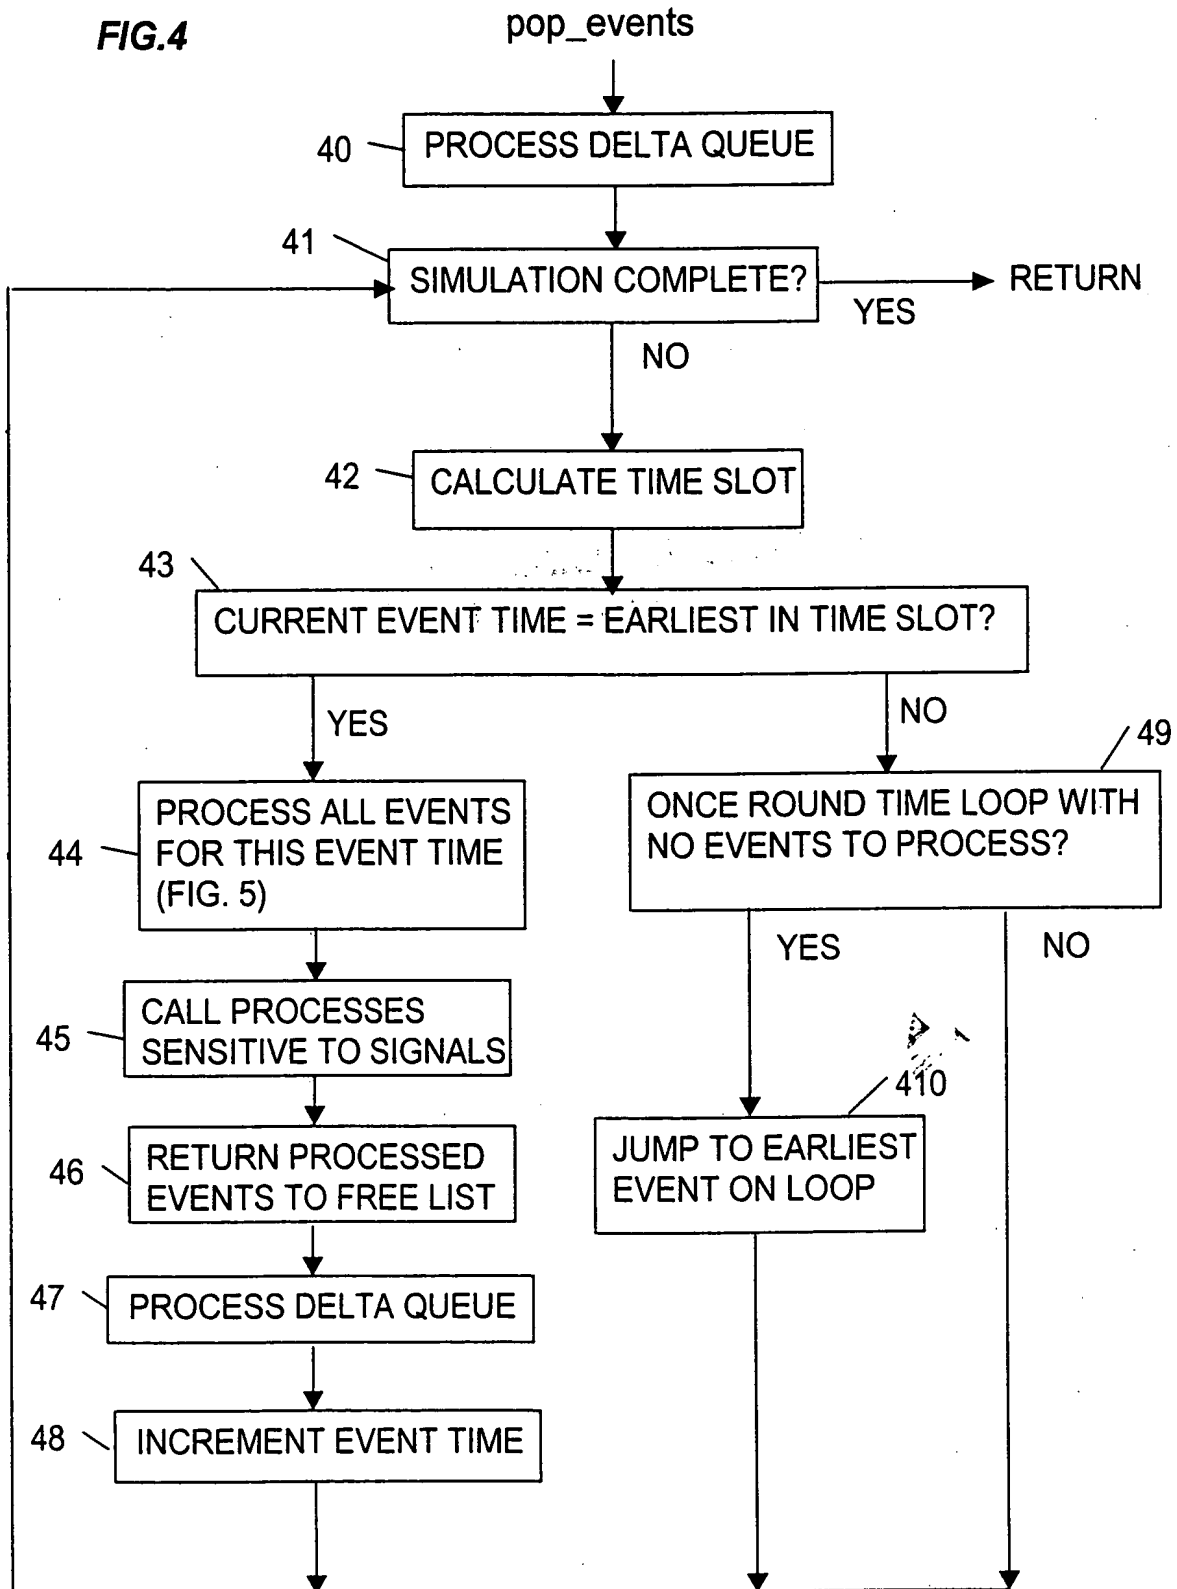 FIG.4
pop_events
40
PROCESS DELTA QUEUE
41
SIMULATION COMPLETE?
RETURN
YES
NO
42
CALCULATE TIME SLOT
43
CURRENT EVENT TIME = EARLIEST IN TIME SLOT?
YES
NO
49
44
PROCESS ALL EVENTS
FOR THIS EVENT TIME
(FIG. 5)
ONCE ROUND TIME LOOP WITH
NO EVENTS TO PROCESS?
YES
NO
45
CALL PROCESSES
SENSITIVE TO SIGNALS
410
JUMP TO EARLIEST
EVENT ON LOOP
46
RETURN PROCESSED
EVENTS TO FREE LIST
47
PROCESS DELTA QUEUE
48
INCREMENT EVENT TIME